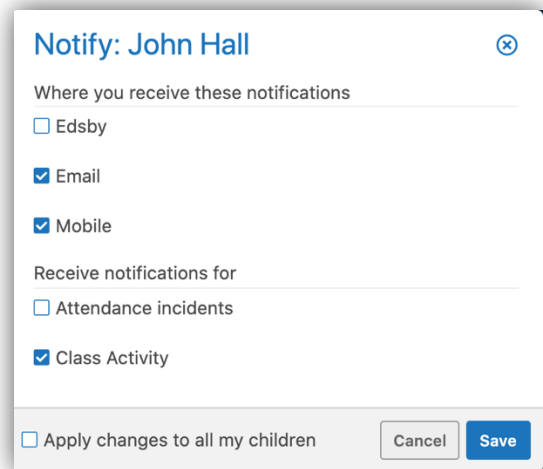 Notify: John Hall
Where you receive these notifications
Edsby
Email
Mobile
Receive notifications for
Attendance incidents
Class Activity
Apply changes to all my children
Cancel
Save